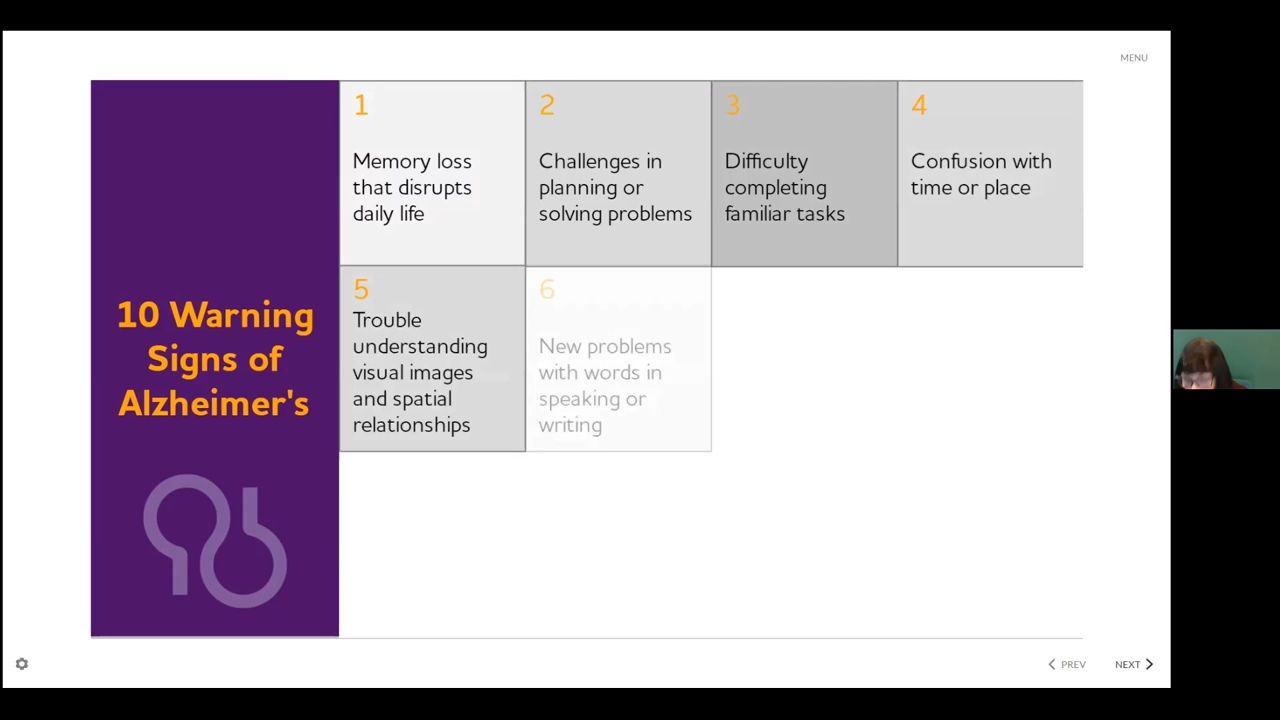 MENU
10 Warning
Signs of
Alzheimer's
1
Memory loss
that disrupts
daily life
2
Challenges in
planning or
solving problems
3
Difficulty
completing
familiar tasks
4
Confusion with
time or place
5
Trouble
understanding
visual images
and spatial
relationships
6
New problems
with words in
speaking or
writing
PREV
NEXT